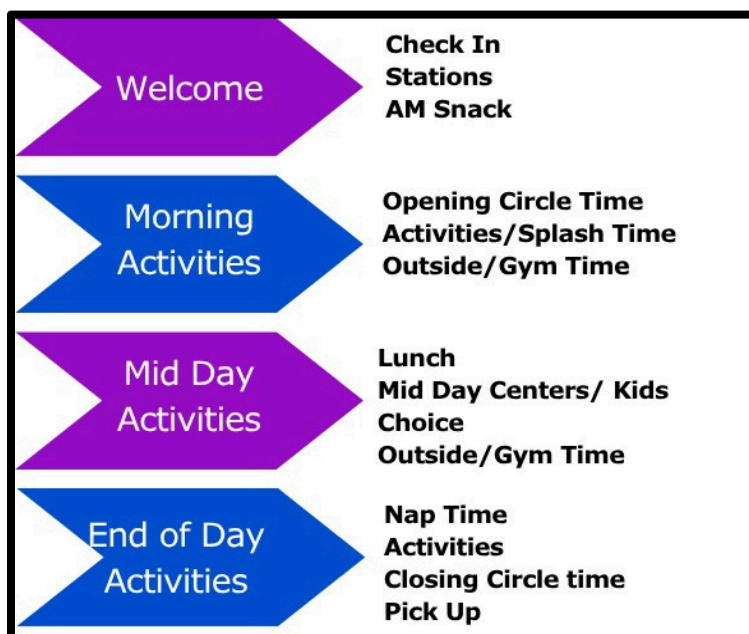 Welcome
Check In
Stations
AM Snack
Morning
Activities
Opening Circle Time
Activities/Splash Time
Outside/Gym Time
Mid Day
Activities
Lunch
Mid Day Centers/ Kids
Choice
Outside/Gym Time
End of Day
Activities
Nap Time
Activities
Closing Circle time
Pick Up